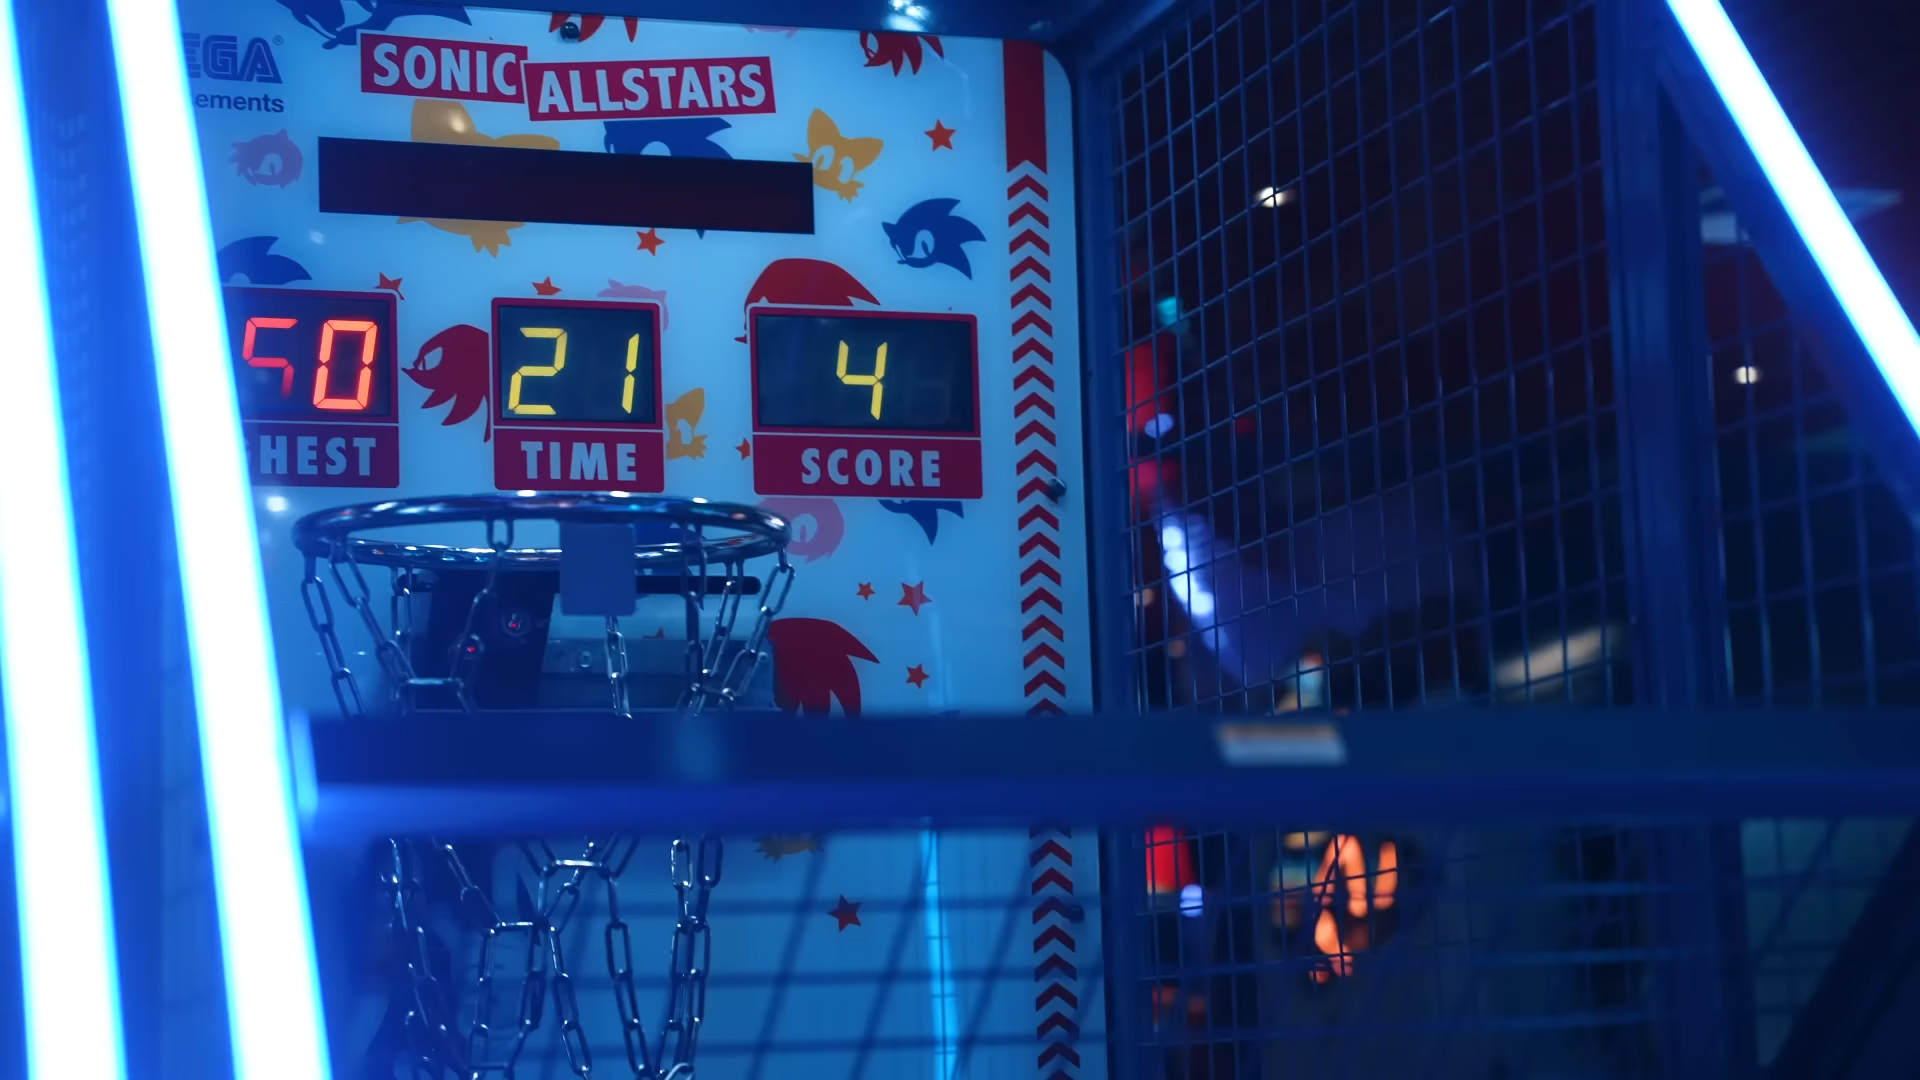 EGA®
ements
SONIC
ALLSTARS
50
21
4
HEST
TIME
SCORE